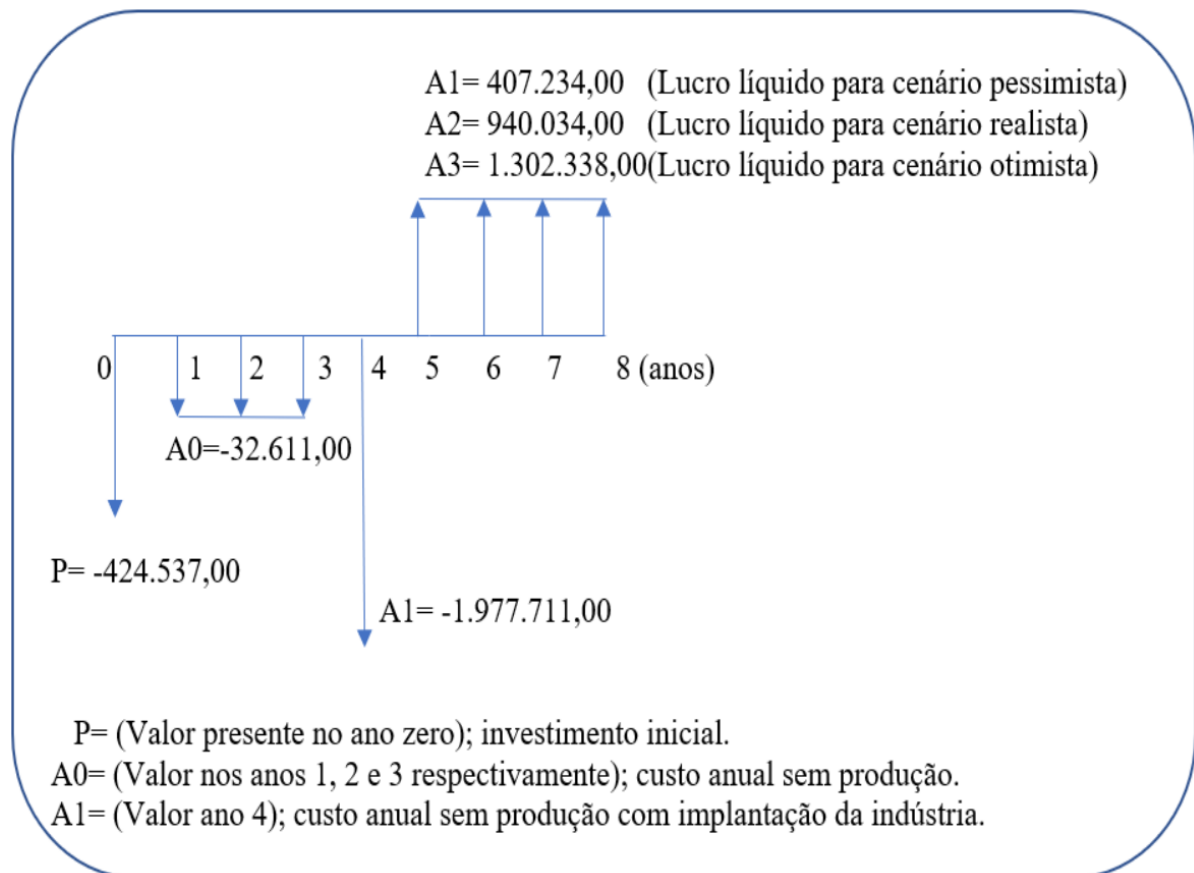 A1= 407.234,00 (Lucro líquido para cenário pessimista)
A2= 940.034,00 (Lucro líquido para cenário realista)
A3= 1.302.338,00(Lucro líquido para cenário otimista)
0 1 2 3 4 5 6 7 8 (anos)
A0=-32.611,00
P= -424.537,00
A1= -1.977.711,00
P= (Valor presente no ano zero); investimento inicial.
A0= (Valor nos anos 1, 2 e 3 respectivamente); custo anual sem produção.
A1= (Valor ano 4); custo anual sem produção com implantação da indústria.